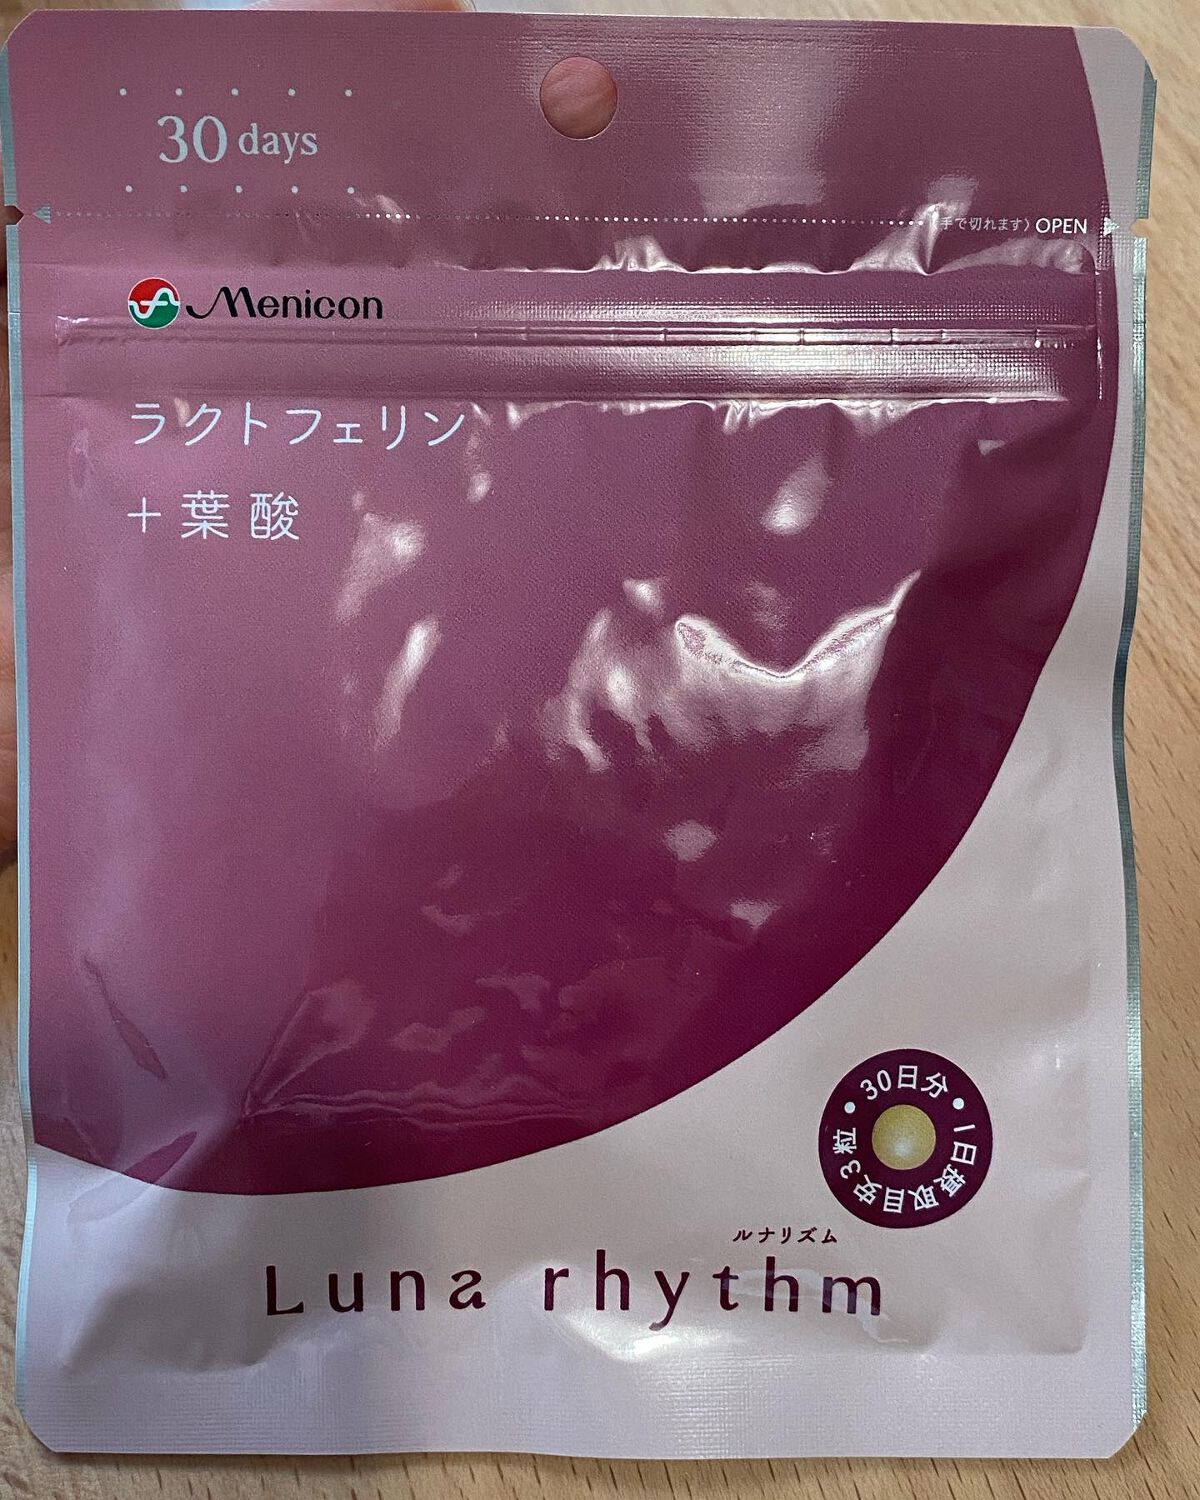 30 days
(手で切れます) OPEN
Menicon
ラクトフェリン
+葉酸
30日分・1日摂取目安3粒・
ルナリズム
Luna rhythm